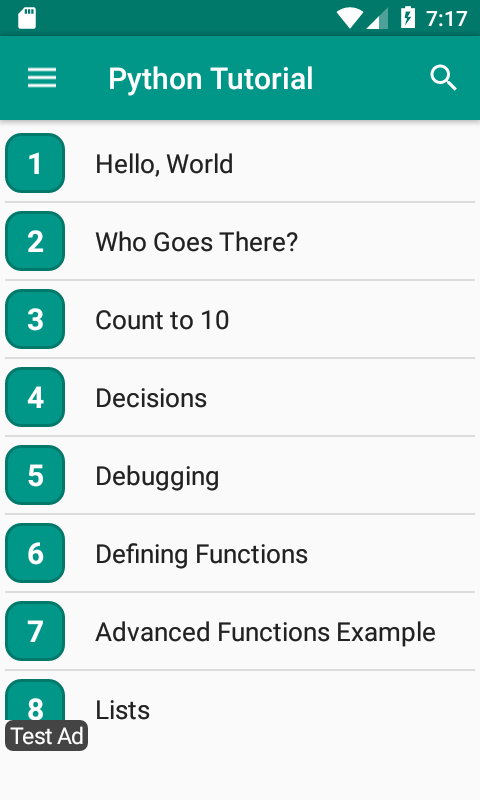 7:17
Python Tutorial
1 Hello, World
2 Who Goes There?
3 Count to 10
4 Decisions
5 Debugging
6 Defining Functions
7 Advanced Functions Example
8 Lists
Test Ad